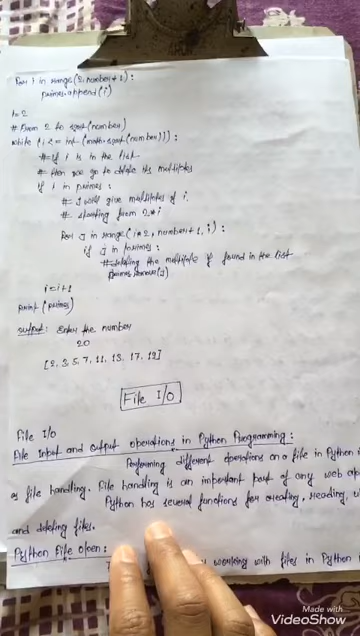 for i in range(2, number+1):
primes.append(i)
i=2
# from 2 to sqrt(number)
while (i <= int(math.sqrt(number))):
# if i is in the list
# then we go to delete its multiples
if i in primes:
# j will give multiples of i.
# starting from 2*i
for j in range(i*2, number+1, i):
if j in primes:
# deleting the multiple if found in the list
primes.remove(j)
i=i+1
print(primes)
output: Enter the number
20
[2, 3, 5, 7, 11, 13, 17, 19]
File I/O
File I/O
File Input and output operations in Python Programming:
Performing different operations on a file in Python i
as file handling. File handling is an important part of any web ap
Python has several functions for creating, reading, u
and deleting files.
Python File Open:
working with files in Python
Made with
VideoShow